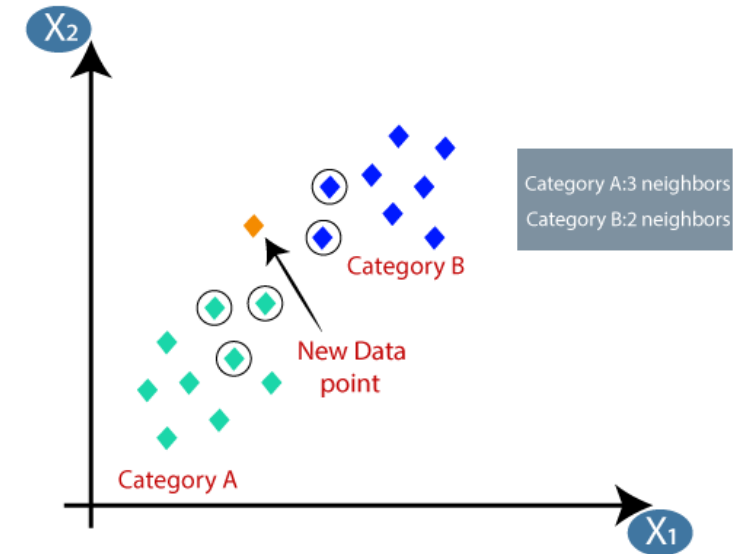 X₂
Category A:3 neighbors
Category B:2 neighbors
Category B
New Data
point
Category A
X₁